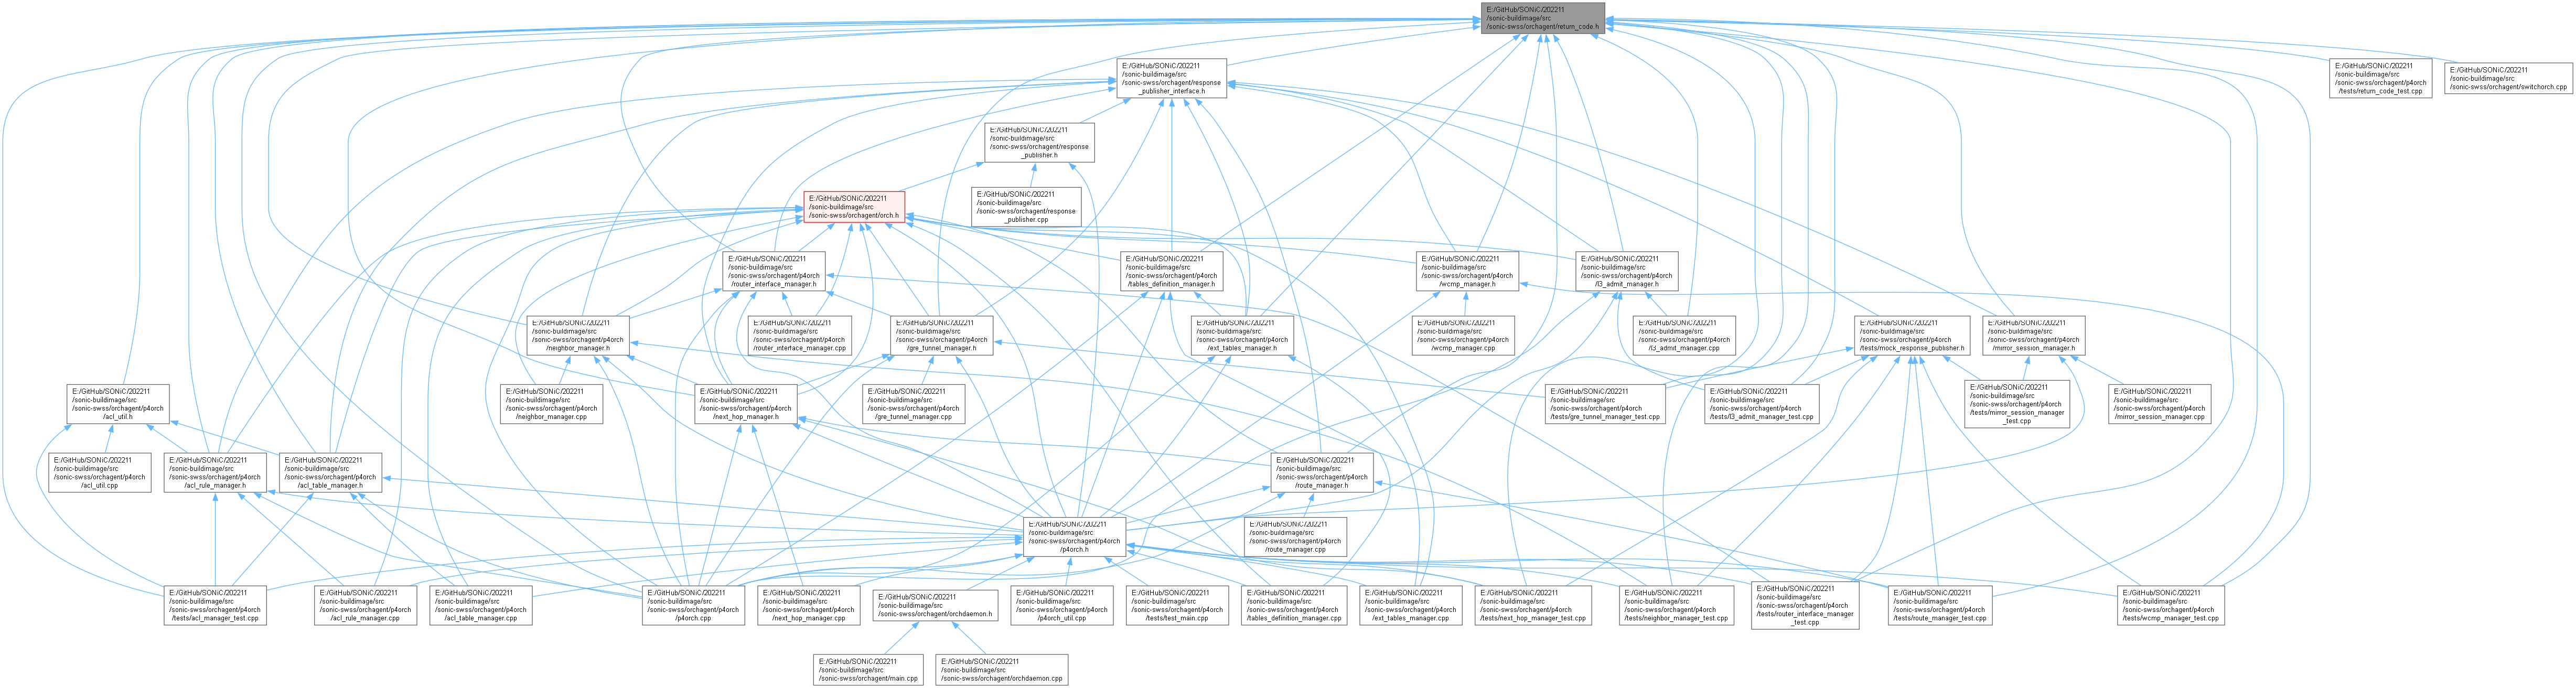 E:/GitHub/SONiC/202211
/sonic-buildimage/src
/sonic-swss/orchagent/return_code.h
E:/GitHub/SONiC/202211
/sonic-buildimage/src
/sonic-swss/orchagent/response
_publisher_interface.h
E:/GitHub/SONiC/202211
/sonic-buildimage/src
/sonic-swss/orchagent/p4orch
/tests/return_code_test.cpp
E:/GitHub/SONiC/202211
/sonic-buildimage/src
/sonic-swss/orchagent/switchorch.cpp
E:/GitHub/SONiC/202211
/sonic-buildimage/src
/sonic-swss/orchagent/response
_publisher.h
E:/GitHub/SONiC/202211
/sonic-buildimage/src
/sonic-swss/orchagent/orch.h
E:/GitHub/SONiC/202211
/sonic-buildimage/src
/sonic-swss/orchagent/response
_publisher.cpp
E:/GitHub/SONiC/202211
/sonic-buildimage/src
/sonic-swss/orchagent/p4orch
/router_interface_manager.h
E:/GitHub/SONiC/202211
/sonic-buildimage/src
/sonic-swss/orchagent/p4orch
/tables_definition_manager.h
E:/GitHub/SONiC/202211
/sonic-buildimage/src
/sonic-swss/orchagent/p4orch
/wcmp_manager.h
E:/GitHub/SONiC/202211
/sonic-buildimage/src
/sonic-swss/orchagent/p4orch
/l3_admit_manager.h
E:/GitHub/SONiC/202211
/sonic-buildimage/src
/sonic-swss/orchagent/p4orch
/neighbor_manager.h
E:/GitHub/SONiC/202211
/sonic-buildimage/src
/sonic-swss/orchagent/p4orch
/router_interface_manager.cpp
E:/GitHub/SONiC/202211
/sonic-buildimage/src
/sonic-swss/orchagent/p4orch
/gre_tunnel_manager.h
E:/GitHub/SONiC/202211
/sonic-buildimage/src
/sonic-swss/orchagent/p4orch
/ext_tables_manager.h
E:/GitHub/SONiC/202211
/sonic-buildimage/src
/sonic-swss/orchagent/p4orch
/wcmp_manager.cpp
E:/GitHub/SONiC/202211
/sonic-buildimage/src
/sonic-swss/orchagent/p4orch
/l3_admit_manager.cpp
E:/GitHub/SONiC/202211
/sonic-buildimage/src
/sonic-swss/orchagent/p4orch
/tests/mock_response_publisher.h
E:/GitHub/SONiC/202211
/sonic-buildimage/src
/sonic-swss/orchagent/p4orch
/mirror_session_manager.h
E:/GitHub/SONiC/202211
/sonic-buildimage/src
/sonic-swss/orchagent/p4orch
/acl_util.h
E:/GitHub/SONiC/202211
/sonic-buildimage/src
/sonic-swss/orchagent/p4orch
/neighbor_manager.cpp
E:/GitHub/SONiC/202211
/sonic-buildimage/src
/sonic-swss/orchagent/p4orch
/next_hop_manager.h
E:/GitHub/SONiC/202211
/sonic-buildimage/src
/sonic-swss/orchagent/p4orch
/gre_tunnel_manager.cpp
E:/GitHub/SONiC/202211
/sonic-buildimage/src
/sonic-swss/orchagent/p4orch
/tests/gre_tunnel_manager_test.cpp
E:/GitHub/SONiC/202211
/sonic-buildimage/src
/sonic-swss/orchagent/p4orch
/tests/l3_admit_manager_test.cpp
E:/GitHub/SONiC/202211
/sonic-buildimage/src
/sonic-swss/orchagent/p4orch
/tests/mirror_session_manager
_test.cpp
E:/GitHub/SONiC/202211
/sonic-buildimage/src
/sonic-swss/orchagent/p4orch
/mirror_session_manager.cpp
E:/GitHub/SONiC/202211
/sonic-buildimage/src
/sonic-swss/orchagent/p4orch
/acl_util.cpp
E:/GitHub/SONiC/202211
/sonic-buildimage/src
/sonic-swss/orchagent/p4orch
/acl_rule_manager.h
E:/GitHub/SONiC/202211
/sonic-buildimage/src
/sonic-swss/orchagent/p4orch
/acl_table_manager.h
E:/GitHub/SONiC/202211
/sonic-buildimage/src
/sonic-swss/orchagent/p4orch
/route_manager.h
E:/GitHub/SONiC/202211
/sonic-buildimage/src
/sonic-swss/orchagent/p4orch
/p4orch.h
E:/GitHub/SONiC/202211
/sonic-buildimage/src
/sonic-swss/orchagent/p4orch
/route_manager.cpp
E:/GitHub/SONiC/202211
/sonic-buildimage/src
/sonic-swss/orchagent/p4orch
/tests/acl_manager_test.cpp
E:/GitHub/SONiC/202211
/sonic-buildimage/src
/sonic-swss/orchagent/p4orch
/acl_rule_manager.cpp
E:/GitHub/SONiC/202211
/sonic-buildimage/src
/sonic-swss/orchagent/p4orch
/acl_table_manager.cpp
E:/GitHub/SONiC/202211
/sonic-buildimage/src
/sonic-swss/orchagent/p4orch
/p4orch.cpp
E:/GitHub/SONiC/202211
/sonic-buildimage/src
/sonic-swss/orchagent/p4orch
/next_hop_manager.cpp
E:/GitHub/SONiC/202211
/sonic-buildimage/src
/sonic-swss/orchagent/orchdaemon.h
E:/GitHub/SONiC/202211
/sonic-buildimage/src
/sonic-swss/orchagent/p4orch
/p4orch_util.cpp
E:/GitHub/SONiC/202211
/sonic-buildimage/src
/sonic-swss/orchagent/p4orch
/tests/test_main.cpp
E:/GitHub/SONiC/202211
/sonic-buildimage/src
/sonic-swss/orchagent/p4orch
/tables_definition_manager.cpp
E:/GitHub/SONiC/202211
/sonic-buildimage/src
/sonic-swss/orchagent/p4orch
/ext_tables_manager.cpp
E:/GitHub/SONiC/202211
/sonic-buildimage/src
/sonic-swss/orchagent/p4orch
/tests/next_hop_manager_test.cpp
E:/GitHub/SONiC/202211
/sonic-buildimage/src
/sonic-swss/orchagent/p4orch
/tests/neighbor_manager_test.cpp
E:/GitHub/SONiC/202211
/sonic-buildimage/src
/sonic-swss/orchagent/p4orch
/tests/router_interface_manager
_test.cpp
E:/GitHub/SONiC/202211
/sonic-buildimage/src
/sonic-swss/orchagent/p4orch
/tests/route_manager_test.cpp
E:/GitHub/SONiC/202211
/sonic-buildimage/src
/sonic-swss/orchagent/p4orch
/tests/wcmp_manager_test.cpp
E:/GitHub/SONiC/202211
/sonic-buildimage/src
/sonic-swss/orchagent/main.cpp
E:/GitHub/SONiC/202211
/sonic-buildimage/src
/sonic-swss/orchagent/orchdaemon.cpp